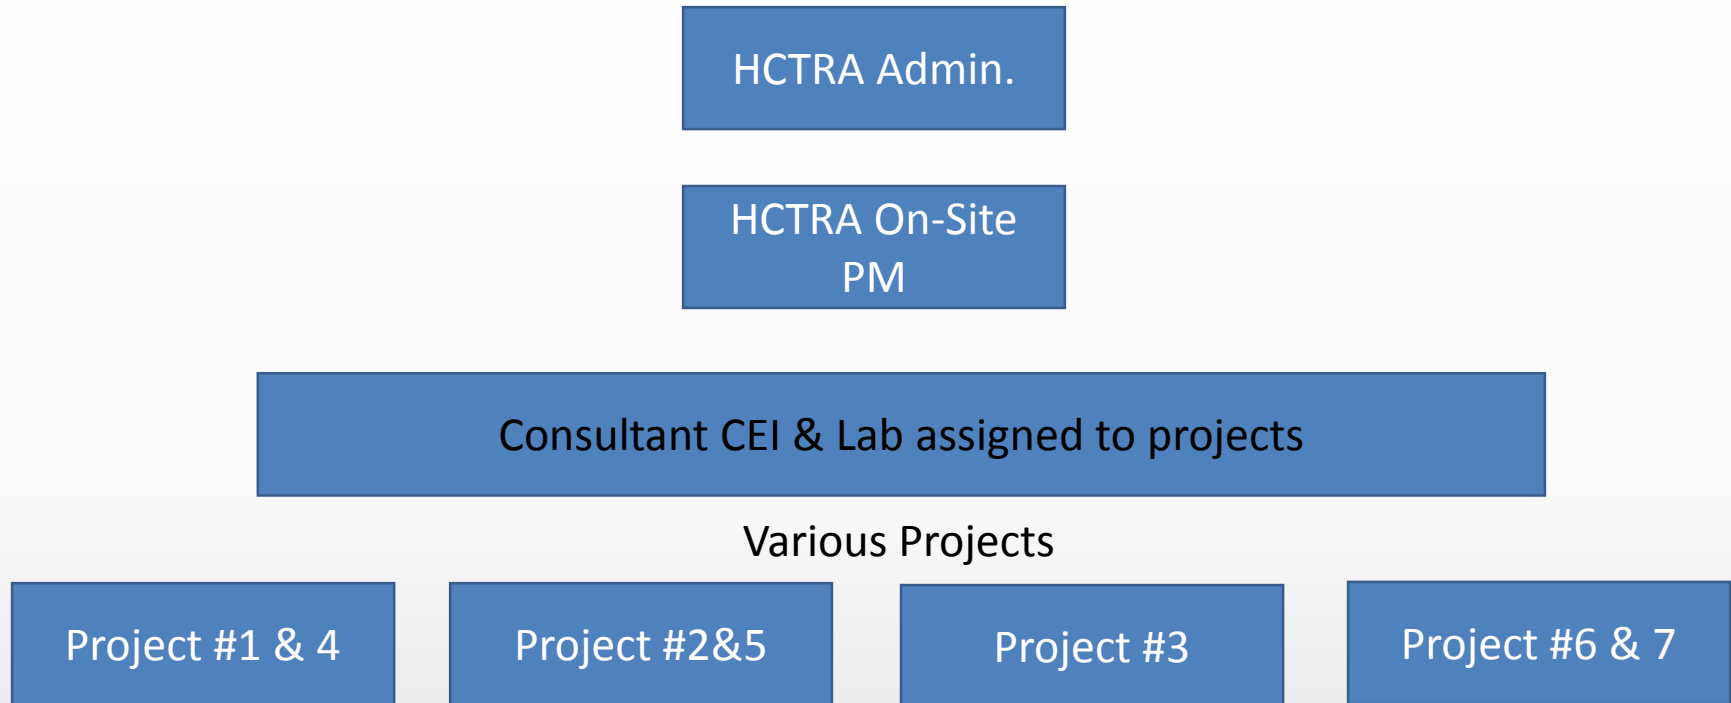 HCTRA Admin.
HCTRA On-Site
PM
Consultant CEI & Lab assigned to projects
Various Projects
Project #1 & 4
Project #2&5
Project #3
Project #6 & 7